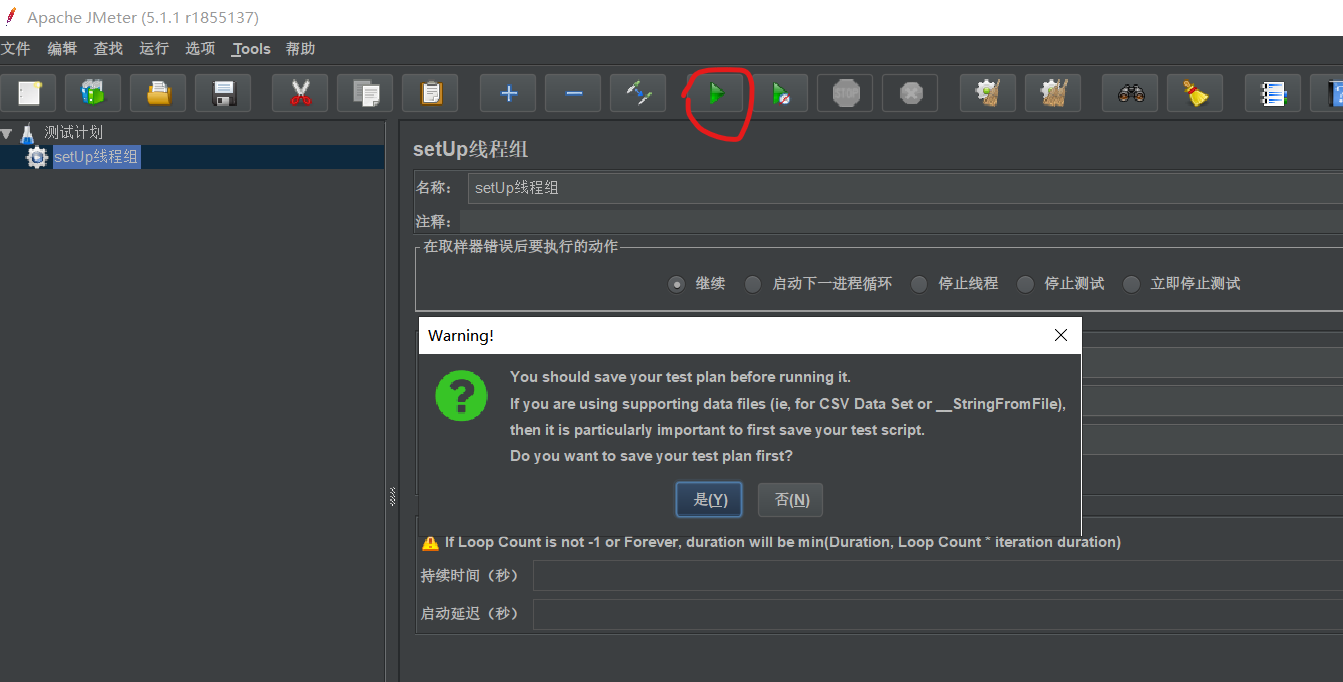 Apache JMeter (5.1.1 r1855137)
文件 编辑 查找 运行 选项 Tools 帮助
STOP
测试计划
setUp线程组
setUp线程组
名称： setUp线程组
注释：
在取样器错误后要执行的动作
继续 启动下一进程循环 停止线程 停止测试 立即停止测试
Warning!
You should save your test plan before running it.
If you are using supporting data files (ie, for CSV Data Set or __StringFromFile),
then it is particularly important to first save your test script.
Do you want to save your test plan first?
是(Y) 否(N)
If Loop Count is not -1 or Forever, duration will be min(Duration, Loop Count * iteration duration)
持续时间（秒）
启动延迟（秒）